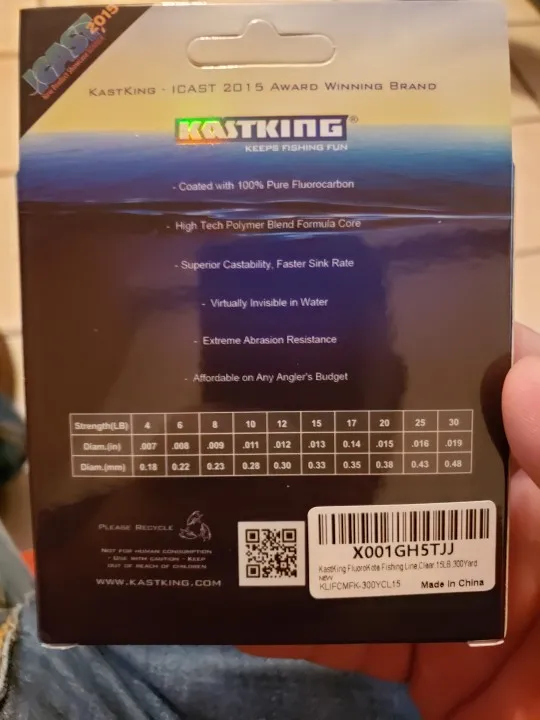 ICAST 2015
KastKing - ICAST 2015 Award Winning Brand
KASTKING®
KEEPS FISHING FUN
- Coated with 100% Pure Fluorocarbon
- High Tech Polymer Blend Formula Core
- Superior Castability, Faster Sink Rate
- Virtually Invisible in Water
- Extreme Abrasion Resistance
- Affordable on Any Angler's Budget
Strength(LB) 4 6 8 10 12 15 17 20 25 30
Diam.(in) .007 .008 .009 .011 .012 .013 0.14 .015 .016 .019
Diam.(mm) 0.18 0.22 0.23 0.28 0.30 0.33 0.35 0.38 0.43 0.48
Please Recycle
Not for human consumption
- Use with caution - Keep
out of reach of children
www.kastking.com
X001GH5TJJ
KastKing FluoroKote Fishing Line,Clear,15LB,300Yard
New
KLIFCMFK-300YCL15 Made in China